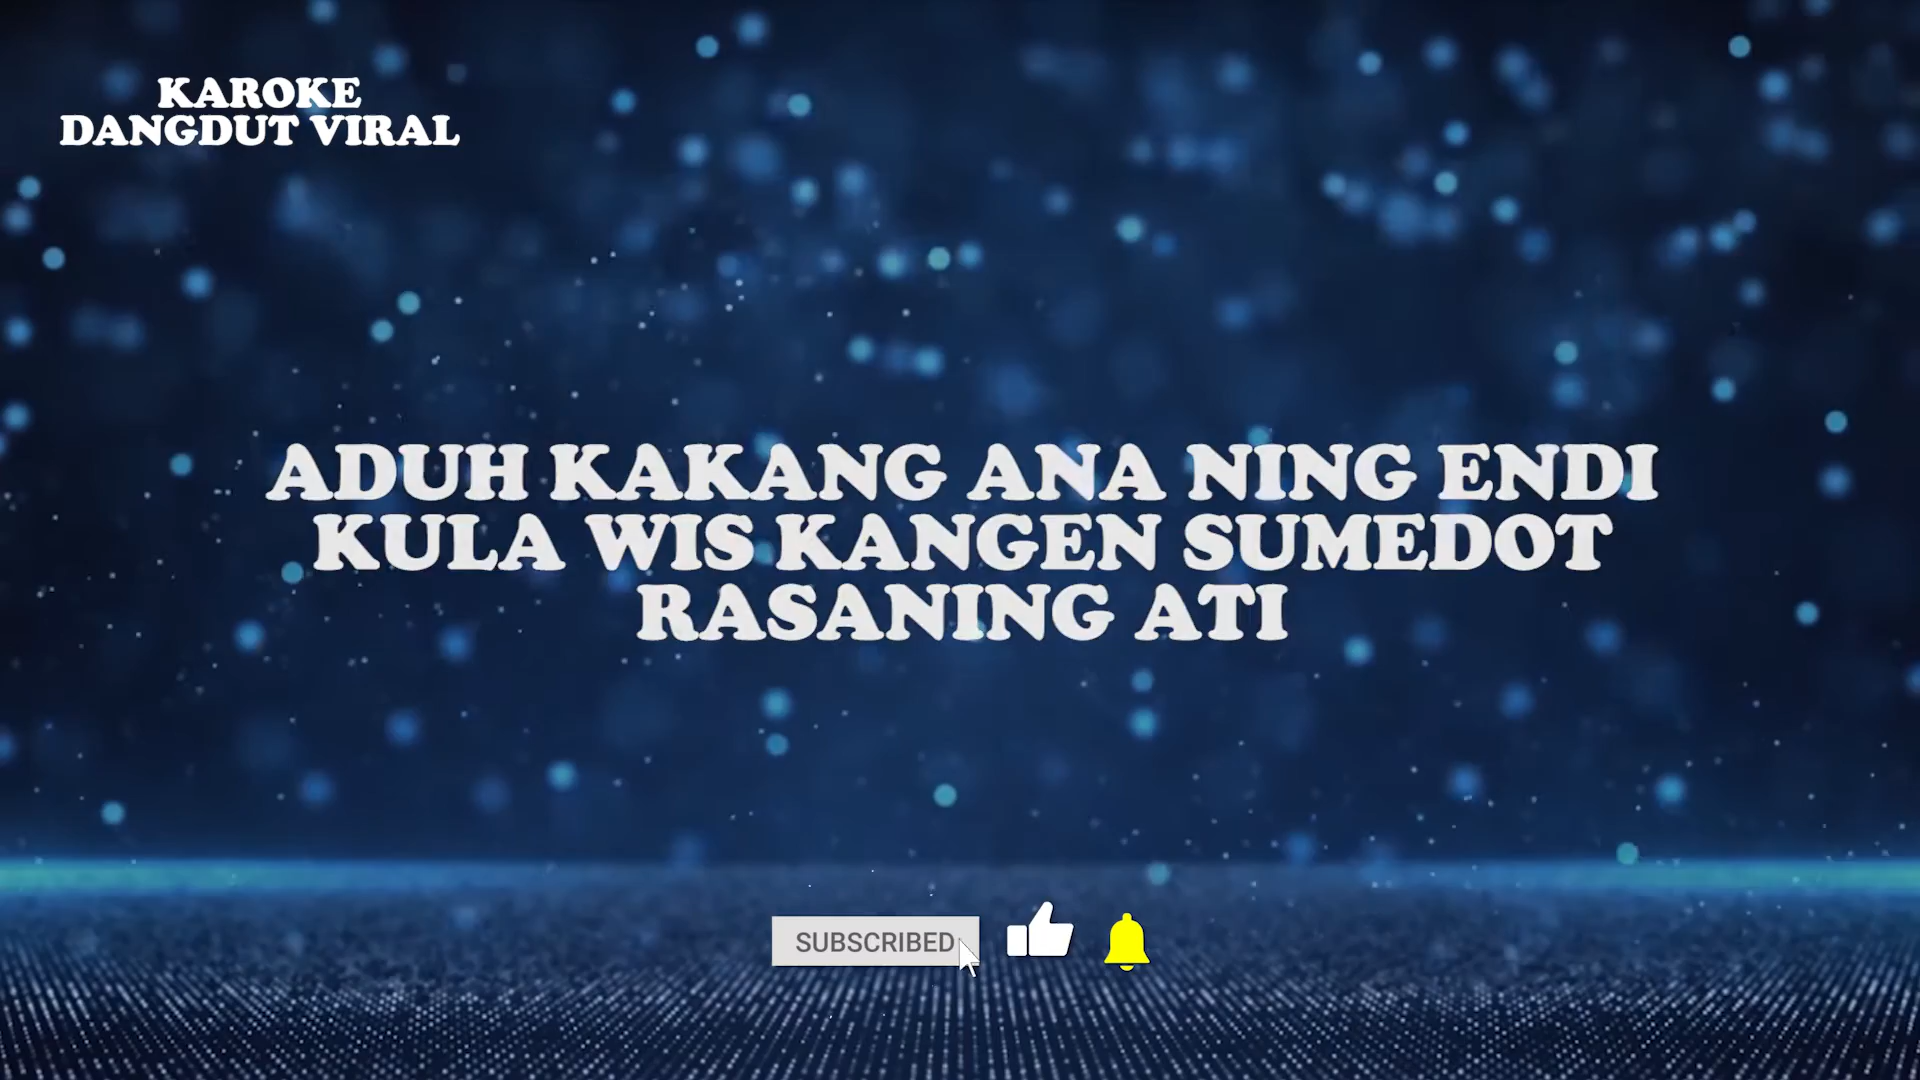 KAROKE
DANGDUT VIRAL
ADUH KAKANG ANA NING ENDI
KULA WIS KANGEN SUMEDOT
RASANING ATI
SUBSCRIBED